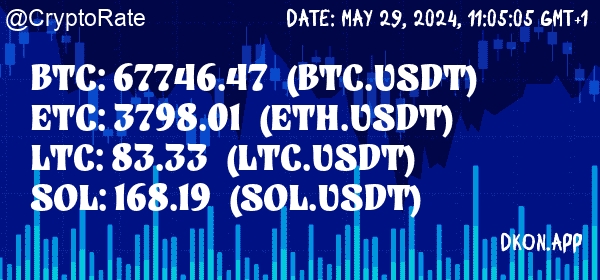 @CryptoRate
DATE: MAY 29, 2024, 11:05:05 GMT+1
BTC: 67746.47 (BTC.USDT)
ETC: 3798.01 (ETH.USDT)
LTC: 83.33 (LTC.USDT)
SOL: 168.19 (SOL.USDT)
DKON.APP